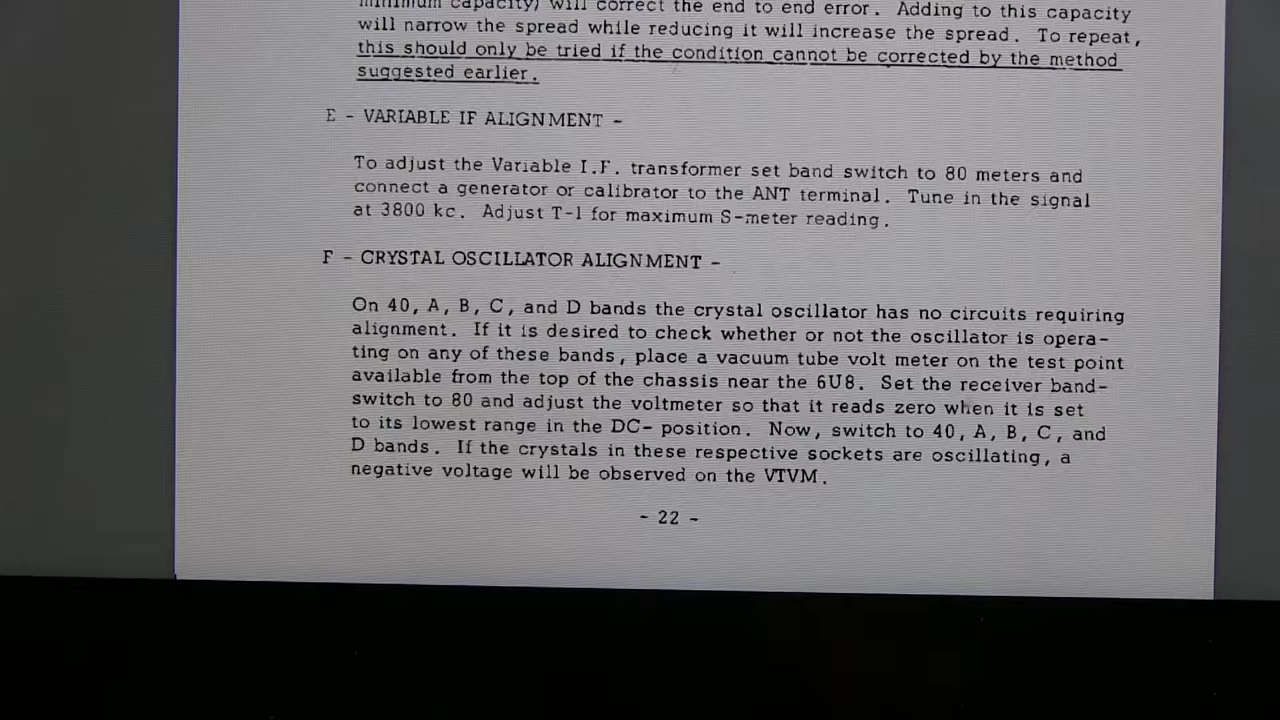 minimum capacity) will correct the end to end error. Adding to this capacity
will narrow the spread while reducing it will increase the spread. To repeat,
this should only be tried if the condition cannot be corrected by the method
suggested earlier.
E - VARIABLE IF ALIGNMENT -
To adjust the Variable I.F. transformer set band switch to 80 meters and
connect a generator or calibrator to the ANT terminal. Tune in the signal
at 3800 kc. Adjust T-1 for maximum S-meter reading.
F - CRYSTAL OSCILLATOR ALIGNMENT -
On 40, A, B, C, and D bands the crystal oscillator has no circuits requiring
alignment. If it is desired to check whether or not the oscillator is opera-
ting on any of these bands, place a vacuum tube volt meter on the test point
available from the top of the chassis near the 6U8. Set the receiver band-
switch to 80 and adjust the voltmeter so that it reads zero when it is set
to its lowest range in the DC- position. Now, switch to 40, A, B, C, and
D bands. If the crystals in these respective sockets are oscillating, a
negative voltage will be observed on the VTVM.
- 22 -